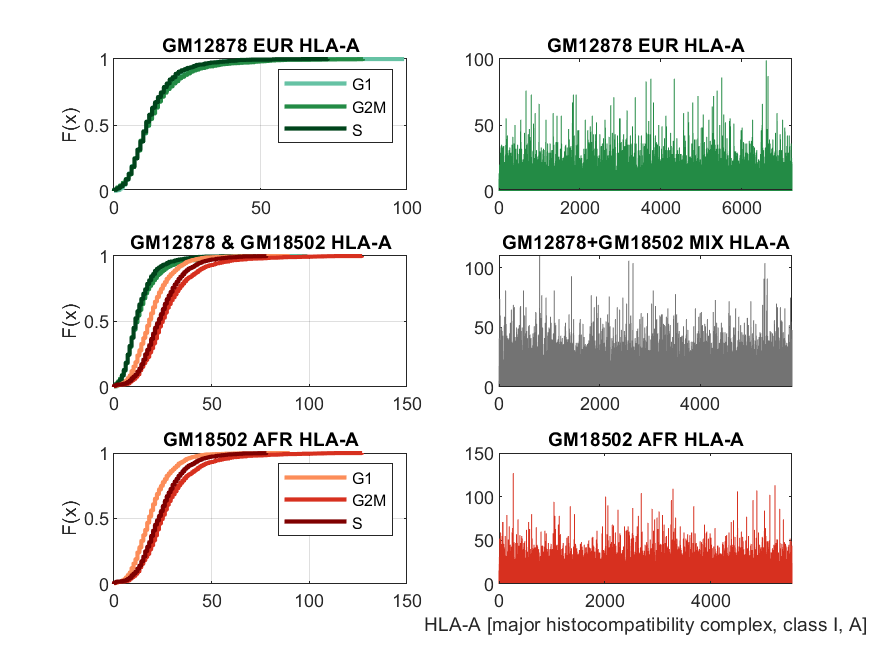 GM12878 EUR HLA-A
1
0.5
0
F(x)
0 50 100
G1
G2M
S
GM12878 EUR HLA-A
100
50
0
0 2000 4000 6000
GM12878 & GM18502 HLA-A
1
0.5
0
F(x)
0 50 100 150
GM12878+GM18502 MIX HLA-A
100
50
0
0 2000 4000
GM18502 AFR HLA-A
1
0.5
0
F(x)
0 50 100 150
G1
G2M
S
GM18502 AFR HLA-A
150
100
50
0
0 2000 4000
HLA-A [major histocompatibility complex, class I, A]